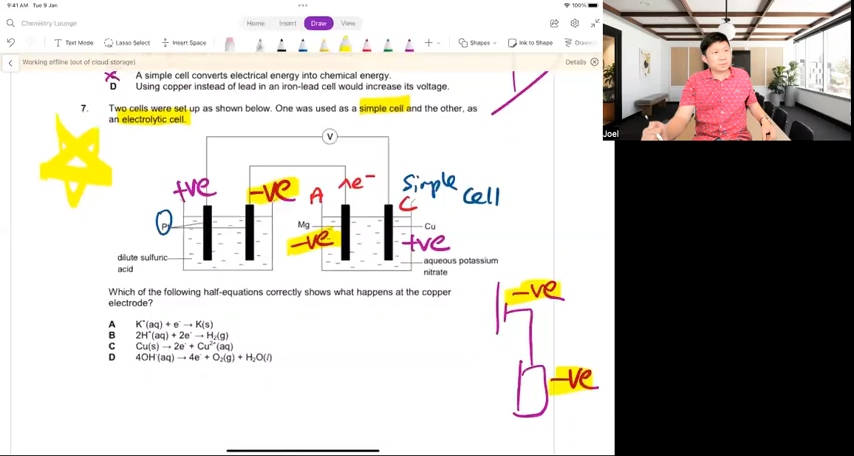 9:41 AM Tue 9 Jan
100%
Chemistry Lounge
Home Insert Draw View
Text Mode Lasso Select Insert Space Shapes Ink to Shape
Working offline (out of cloud storage) Details
A simple cell converts electrical energy into chemical energy.
D Using copper instead of lead in an iron-lead cell would increase its voltage.
7. Two cells were set up as shown below. One was used as a simple cell and the other, as
an electrolytic cell.
V
+ve -ve A ne⁻ simple cell
C
Pt Mg Cu
-ve +ve
dilute sulfuric
acid
aqueous potassium
nitrate
Which of the following half-equations correctly shows what happens at the copper
electrode?
A K⁺(aq) + e⁻ → K(s)
B 2H⁺(aq) + 2e⁻ → H₂(g)
C Cu(s) → 2e⁻ + Cu²⁺(aq)
D 4OH⁻(aq) → 4e⁻ + O₂(g) + H₂O(l)
-ve
-ve
Joel